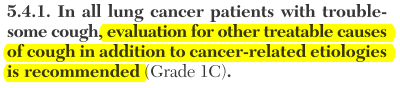 5.4.1. In all lung cancer patients with trouble-
some cough, evaluation for other treatable causes
of cough in addition to cancer-related etiologies
is recommended (Grade 1C).